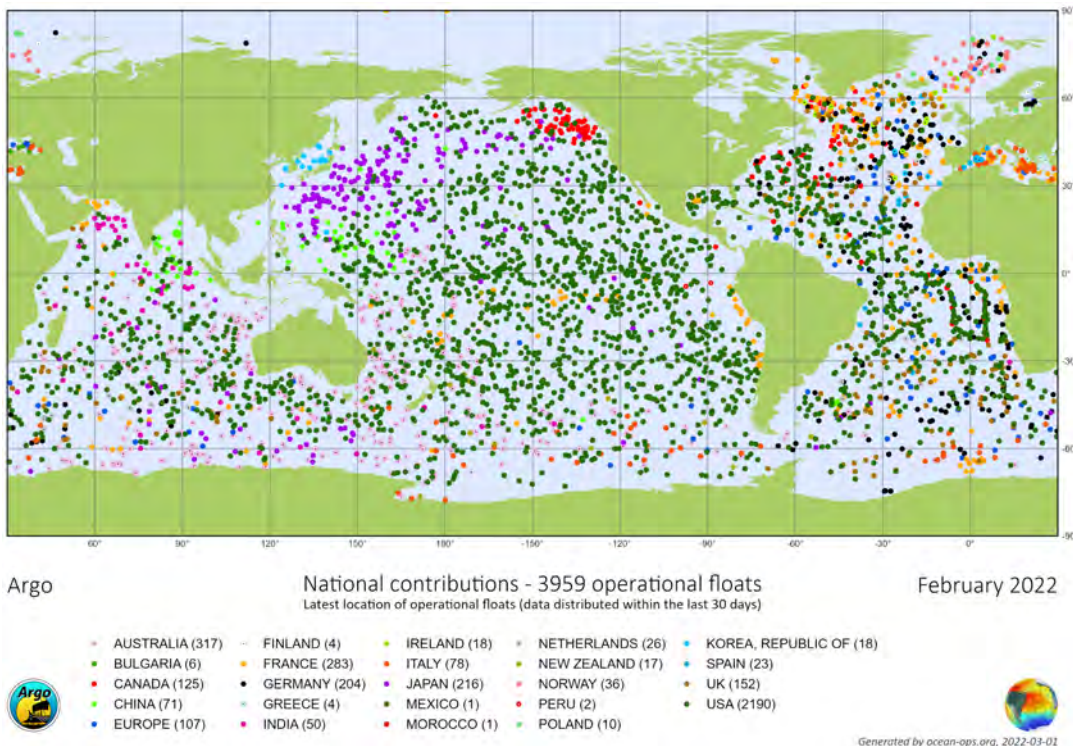 90°
60°
30°
0°
-30
-60
-90
60° 90° 120° 150° 180° -150° -120° -90° -60° -30° -0°
Argo
National contributions - 3959 operational floats
February 2022
Latest location of operational floats (data distributed within the last 30 days)
AUSTRALIA (317) FINLAND (4) IRELAND (18) NETHERLANDS (26) KOREA, REPUBLIC OF (18)
BULGARIA (6) FRANCE (283) ITALY (78) NEW ZEALAND (17) SPAIN (23)
CANADA (125) GERMANY (204) JAPAN (216) NORWAY (36) UK (152)
CHINA (71) GREECE (4) MEXICO (1) PERU (2) USA (2190)
EUROPE (107) INDIA (50) MOROCCO (1) POLAND (10)
Argo
Generated by ocean-ops.org, 2022-03-01